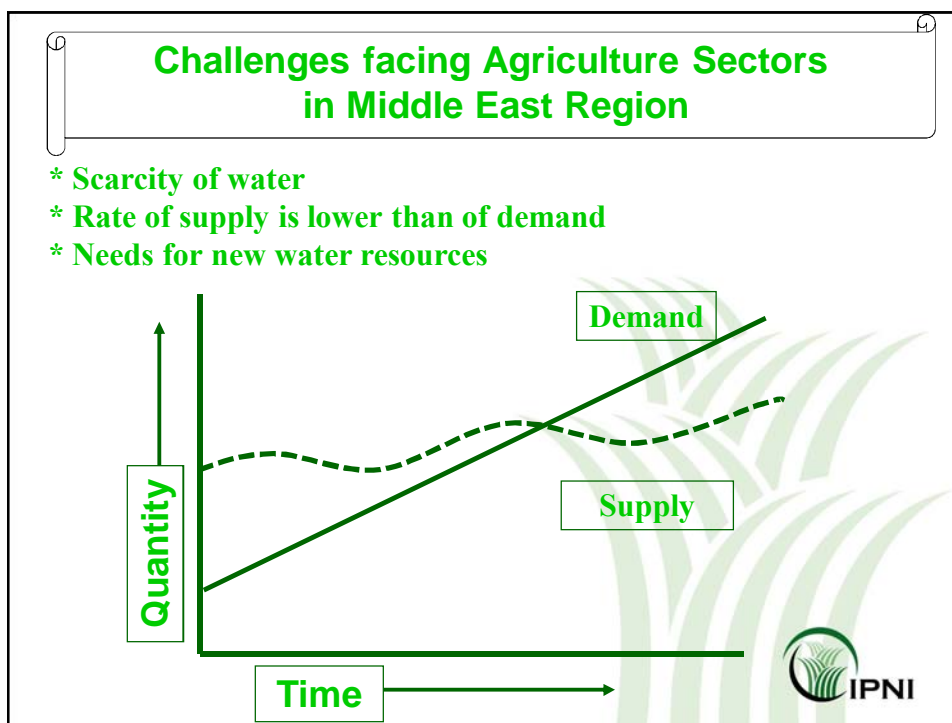 Challenges facing Agriculture Sectors
in Middle East Region
* Scarcity of water
* Rate of supply is lower than of demand
* Needs for new water resources
Demand
Supply
Quantity
Time
IPNI